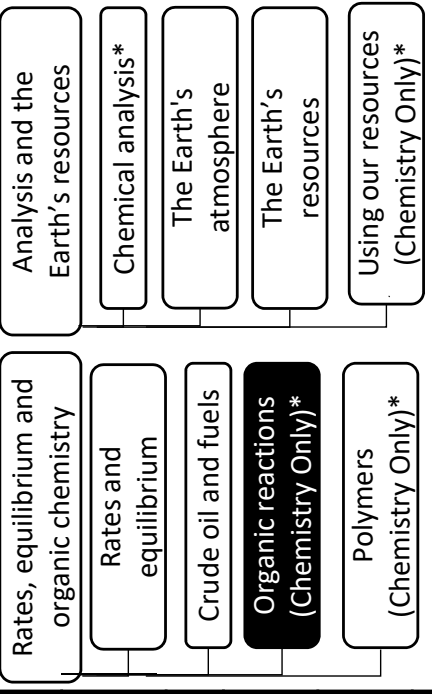 Rates, equilibrium and
organic chemistry
Rates and
equilibrium
Crude oil and fuels
Organic reactions
(Chemistry Only)*
Polymers
(Chemistry Only)*
Analysis and the
Earth's resources
Chemical analysis*
The Earth's
atmosphere
The Earth's
resources
Using our resources
(Chemistry Only)*